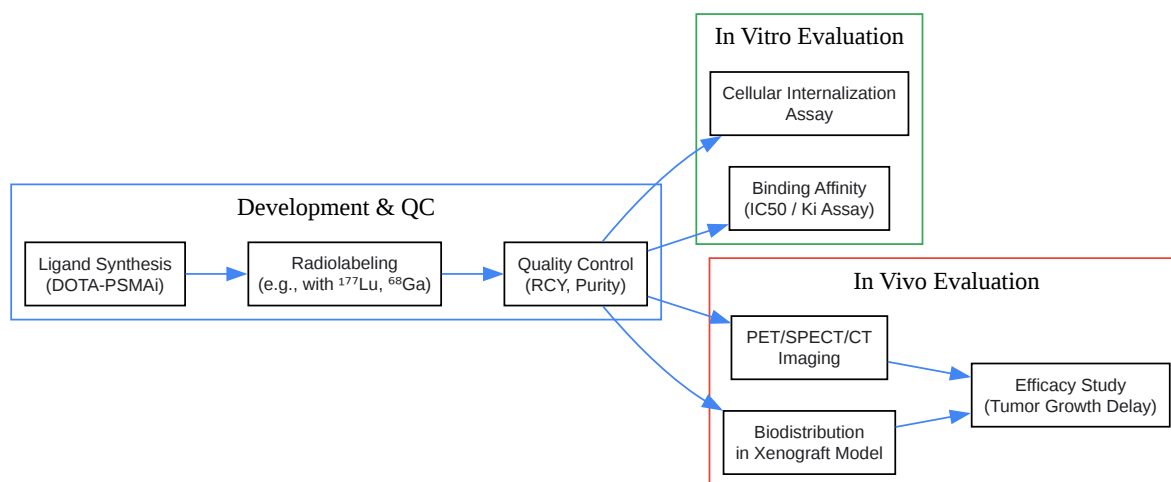 In Vitro Evaluation
Cellular Internalization
Assay
Binding Affinity
(IC50 / Ki Assay)
Development & QC
Ligand Synthesis
(DOTA-PSMAi)
Radiolabeling
(e.g., with ¹⁷⁷Lu, ⁶⁸Ga)
Quality Control
(RCY, Purity)
In Vivo Evaluation
PET/SPECT/CT
Imaging
Biodistribution
in Xenograft Model
Efficacy Study
(Tumor Growth Delay)